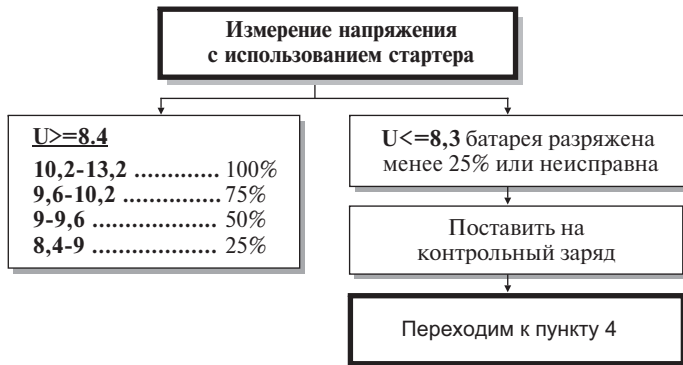 Измерение напряжения
с использованием стартера
U>=8.4
10,2-13,2 ............. 100%
9,6-10,2 ................ 75%
9-9,6 ...................... 50%
8,4-9 ...................... 25%
U<=8,3 батарея разряжена
менее 25% или неисправна
Поставить на
контрольный заряд
Переходим к пункту 4